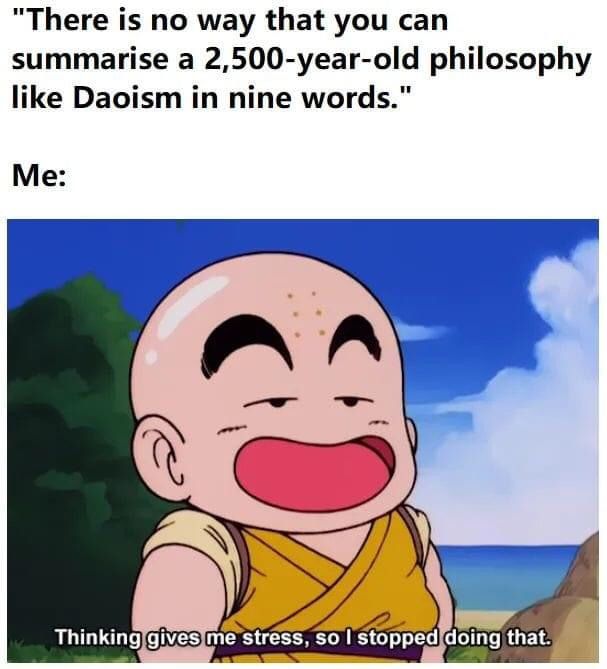 "There is no way that you can
summarise a 2,500-year-old philosophy
like Daoism in nine words."
Me:
Thinking gives me stress, so I stopped doing that.